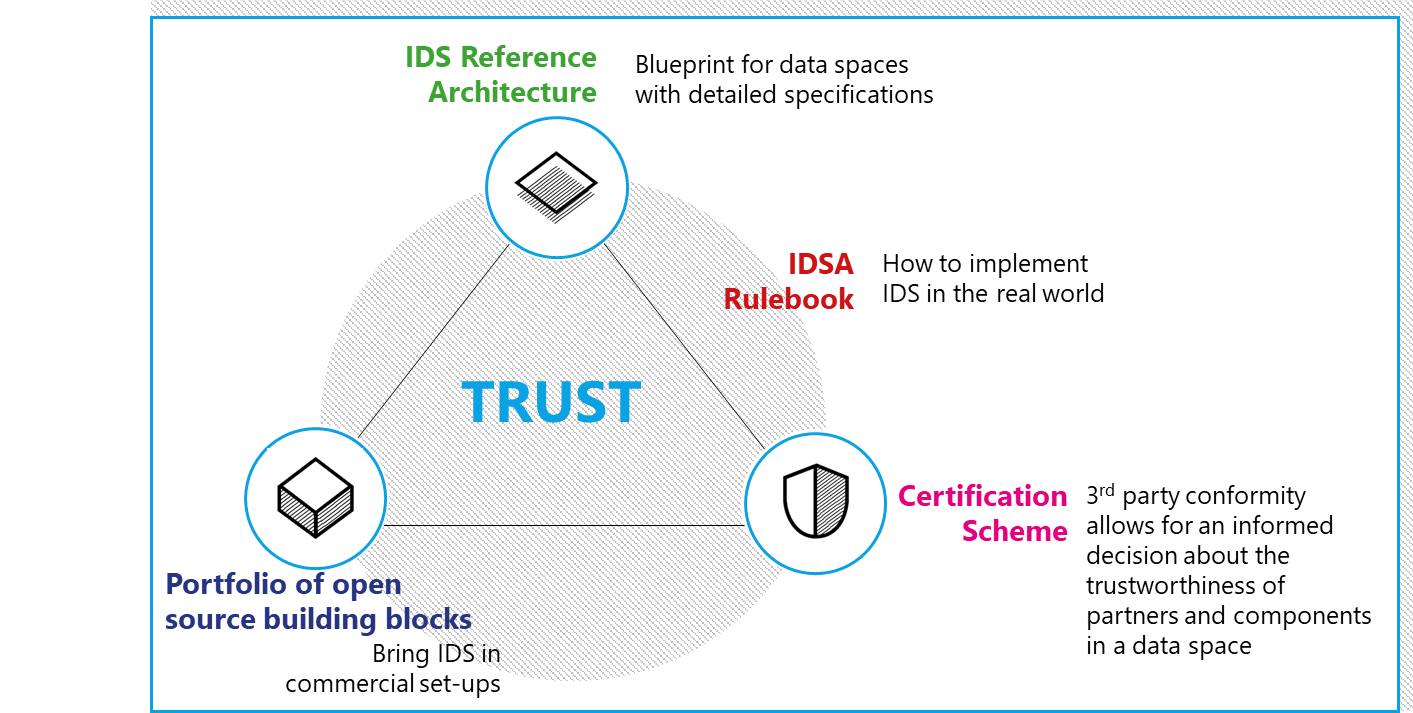 IDS Reference
Architecture
Blueprint for data spaces
with detailed specifications
IDSA
Rulebook
How to implement
IDS in the real world
TRUST
Certification
Scheme
3rd party conformity
allows for an informed
decision about the
trustworthiness of
partners and components
in a data space
Portfolio of open
source building blocks
Bring IDS in
commercial set-ups